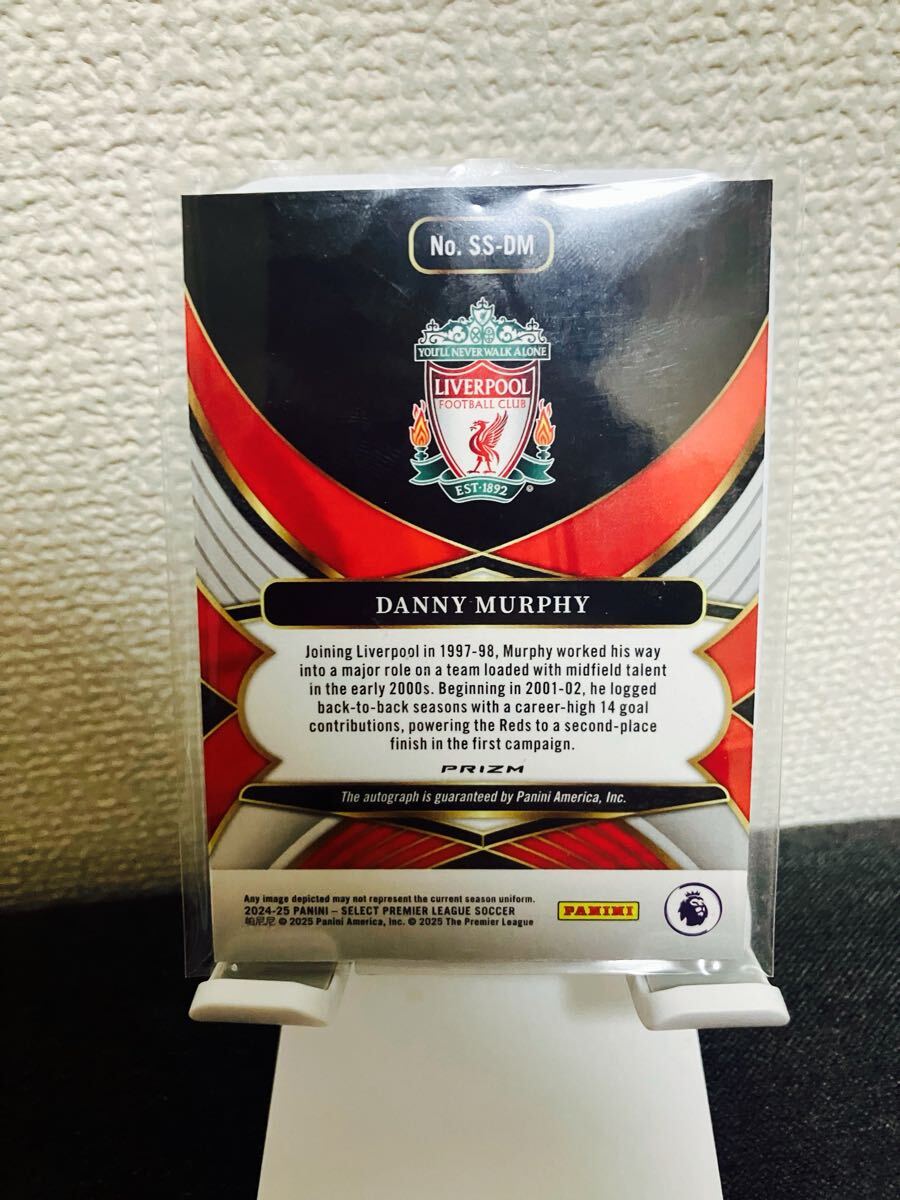 No. SS-DM
YOU'LL NEVER WALK ALONE
LIVERPOOL
FOOTBALL CLUB
EST·1892
DANNY MURPHY
Joining Liverpool in 1997-98, Murphy worked his way
into a major role on a team loaded with midfield talent
in the early 2000s. Beginning in 2001-02, he logged
back-to-back seasons with a career-high 14 goal
contributions, powering the Reds to a second-place
finish in the first campaign.
PRIZM
The autograph is guaranteed by Panini America, Inc.
Any image depicted may not represent the current season uniform.
2024-25 PANINI – SELECT PREMIER LEAGUE SOCCER
帕尼尼 © 2025 Panini America, Inc. © 2025 The Premier League
PANINI